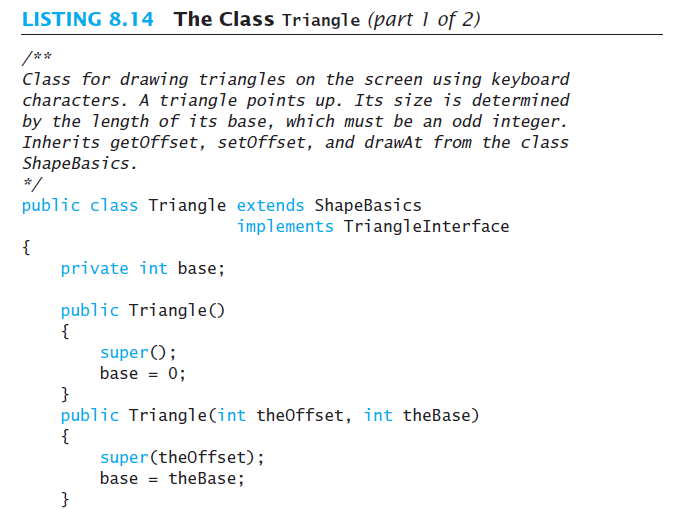 LISTING 8.14 The Class Triangle (part 1 of 2)
/**
Class for drawing triangles on the screen using keyboard
characters. A triangle points up. Its size is determined
by the length of its base, which must be an odd integer.
Inherits getOffset, setOffset, and drawAt from the class
ShapeBasics.
*/
public class Triangle extends ShapeBasics
                      implements TriangleInterface
{
    private int base;

    public Triangle()
    {
        super();
        base = 0;
    }
    public Triangle(int theOffset, int theBase)
    {
        super(theOffset);
        base = theBase;
    }